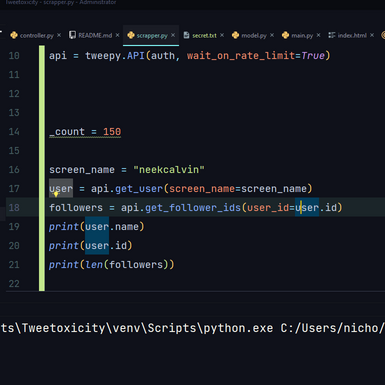 Tweetoxicity - scrapper.py - Administrator
controller.py × README.md × scrapper.py × secret.txt × model.py × main.py × index.html ×
10 api = tweepy.API(auth, wait_on_rate_limit=True)
11
12
13
14 _count = 150
15
16 screen_name = "neekcalvin"
17 user = api.get_user(screen_name=screen_name)
18 followers = api.get_follower_ids(user_id=user.id)
19 print(user.name)
20 print(user.id)
21 print(len(followers))
22
ts\Tweetoxicity\venv\Scripts\python.exe C:/Users/nicho/